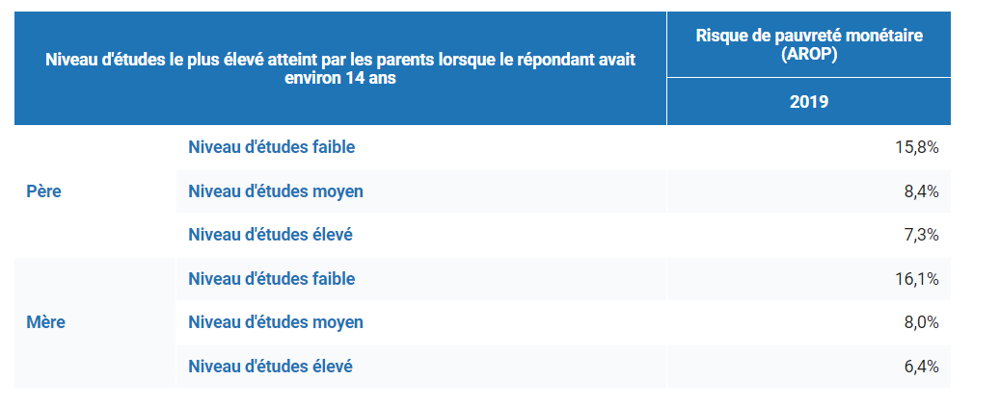 Niveau d'études le plus élevé atteint par les parents lorsque le répondant avait
environ 14 ans
Risque de pauvreté monétaire
(AROP)
2019
Père
Niveau d'études faible 15,8%
Niveau d'études moyen 8,4%
Niveau d'études élevé 7,3%
Mère
Niveau d'études faible 16,1%
Niveau d'études moyen 8,0%
Niveau d'études élevé 6,4%